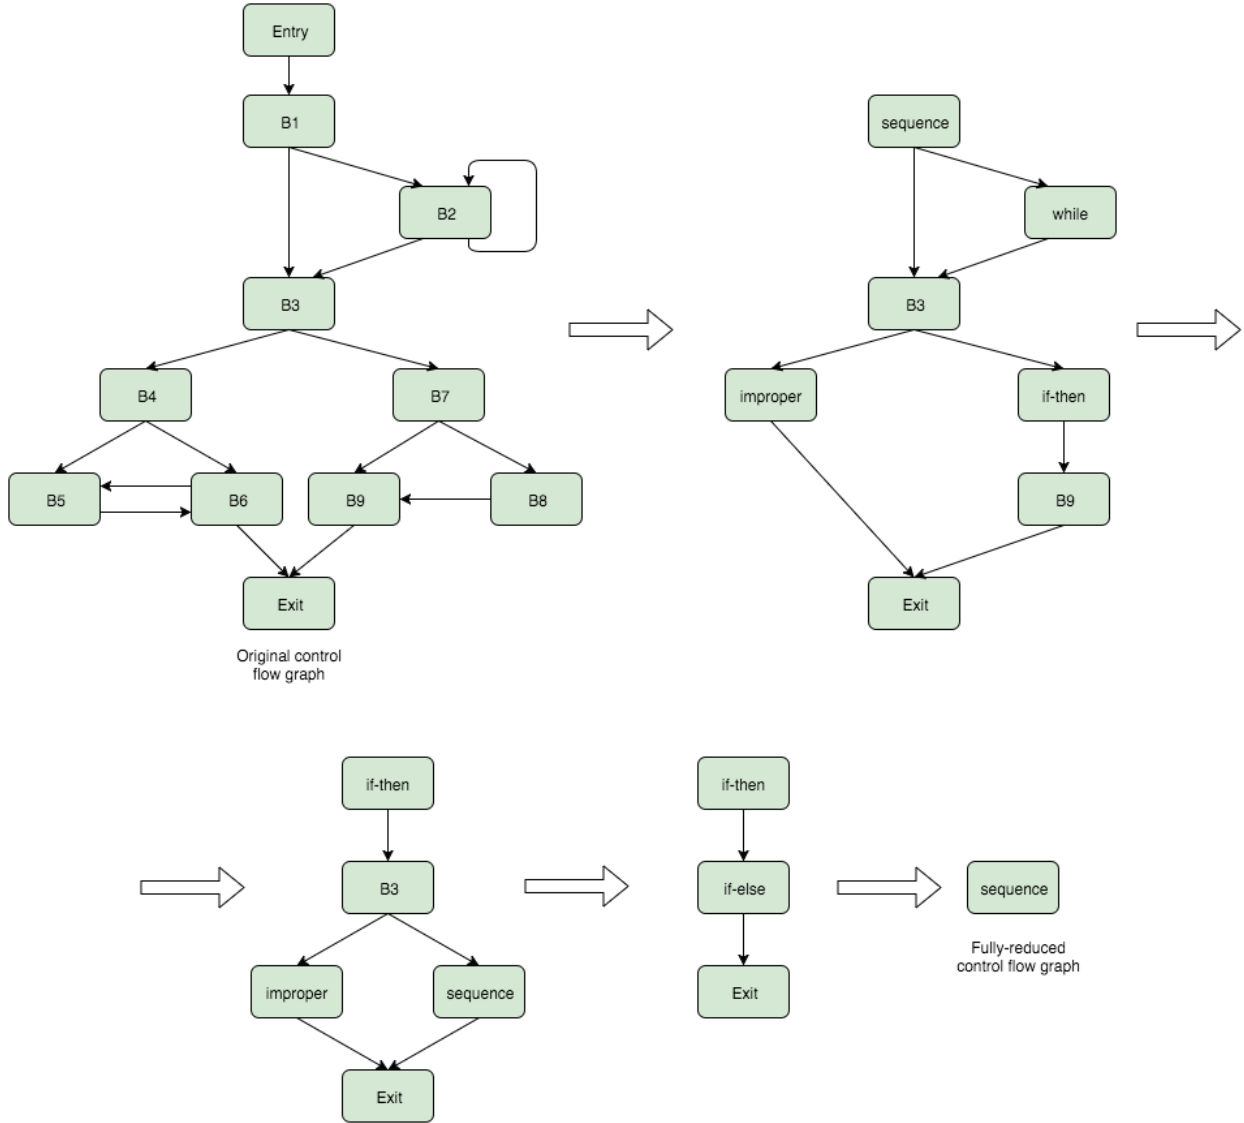 Entry
B1
B2
B3
B4
B7
B5
B6
B9
B8
Exit
Original control
flow graph
sequence
while
B3
improper
if-then
B9
Exit
if-then
B3
improper
sequence
Exit
if-then
if-else
Exit
sequence
Fully-reduced
control flow graph